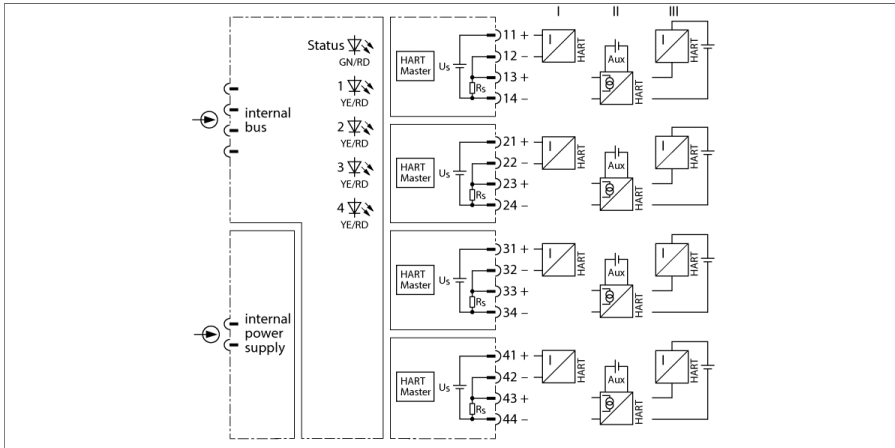 I II III
Status
GN/RD
1
YE/RD
2
YE/RD
3
YE/RD
4
YE/RD
internal
bus
internal
power
supply
HART
Master
Us
Rs
11 +
12 –
13 +
14 –
I
HART
Aux
HART
I
HART
HART
Master
Us
Rs
21 +
22 –
23 +
24 –
I
HART
Aux
HART
I
HART
HART
Master
Us
Rs
31 +
32 –
33 +
34 –
I
HART
Aux
HART
I
HART
HART
Master
Us
Rs
41 +
42 –
43 +
44 –
I
HART
Aux
HART
I
HART